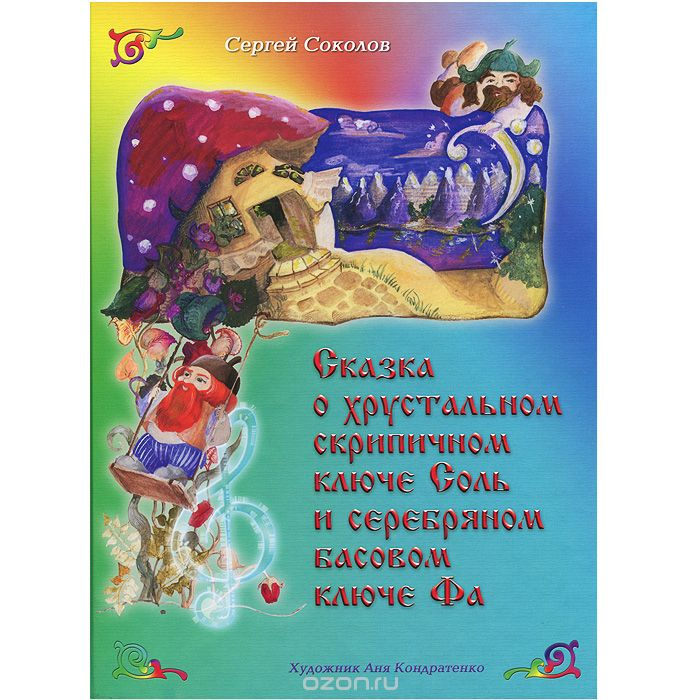 Сергей Соколов
Сказка
о хрустальном
скрипичном
ключе Соль
и серебряном
басовом
ключе Фа
Художник Аня Кондратенко
ozon.ru